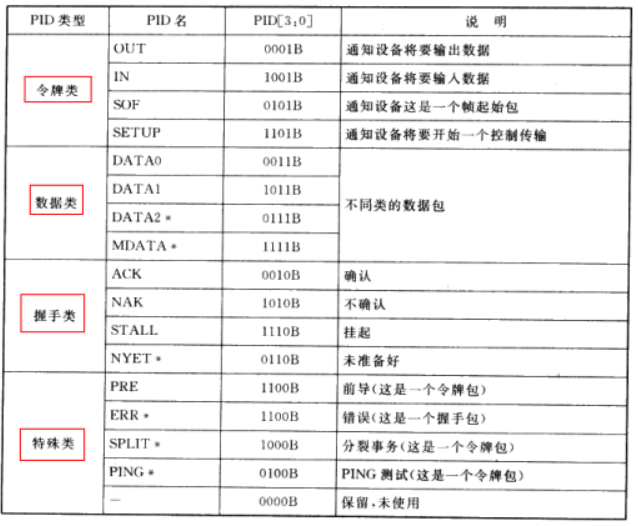 PID 类型 PID 名 PID[3:0] 说 明
令牌类 OUT 0001B 通知设备将要输出数据
IN 1001B 通知设备将要输入数据
SOF 0101B 通知设备这是一个帧起始包
SETUP 1101B 通知设备将要开始一个控制传输
数据类 DATA0 0011B 不同类的数据包
DATA1 1011B
DATA2 * 0111B
MDATA * 1111B
握手类 ACK 0010B 确认
NAK 1010B 不确认
STALL 1110B 挂起
NYET * 0110B 未准备好
特殊类 PRE 1100B 前导(这是一个令牌包)
ERR * 1100B 错误(这是一个握手包)
SPLIT * 1000B 分裂事务(这是一个令牌包)
PING * 0100B PING 测试(这是一个令牌包)
— 0000B 保留,未使用